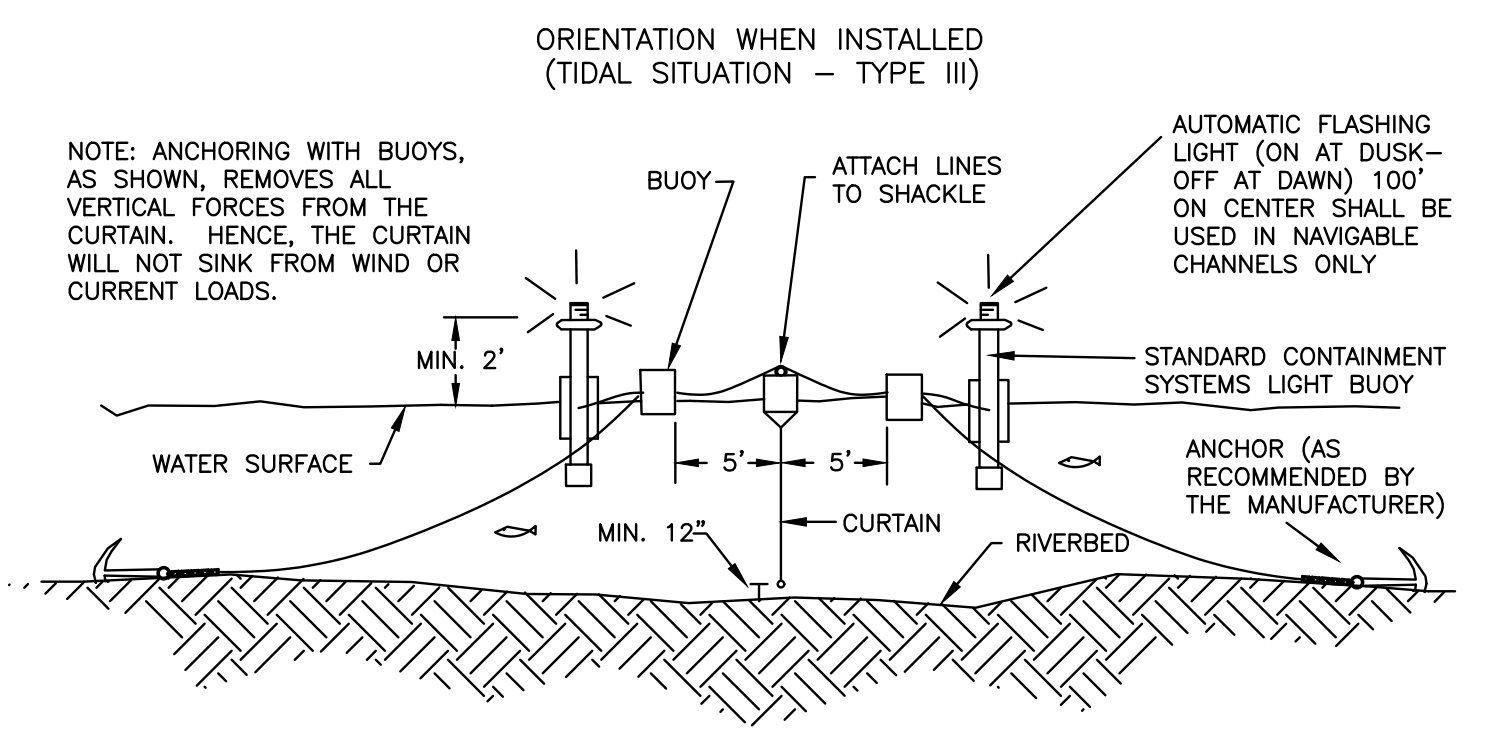 ORIENTATION WHEN INSTALLED
(TIDAL SITUATION – TYPE III)
NOTE: ANCHORING WITH BUOYS,
AS SHOWN, REMOVES ALL
VERTICAL FORCES FROM THE
CURTAIN. HENCE, THE CURTAIN
WILL NOT SINK FROM WIND OR
CURRENT LOADS.
BUOY
ATTACH LINES
TO SHACKLE
AUTOMATIC FLASHING
LIGHT (ON AT DUSK–
OFF AT DAWN) 100'
ON CENTER SHALL BE
USED IN NAVIGABLE
CHANNELS ONLY
MIN. 2'
STANDARD CONTAINMENT
SYSTEMS LIGHT BUOY
WATER SURFACE
5'
5'
ANCHOR (AS
RECOMMENDED BY
THE MANUFACTURER)
MIN. 12"
CURTAIN
RIVERBED